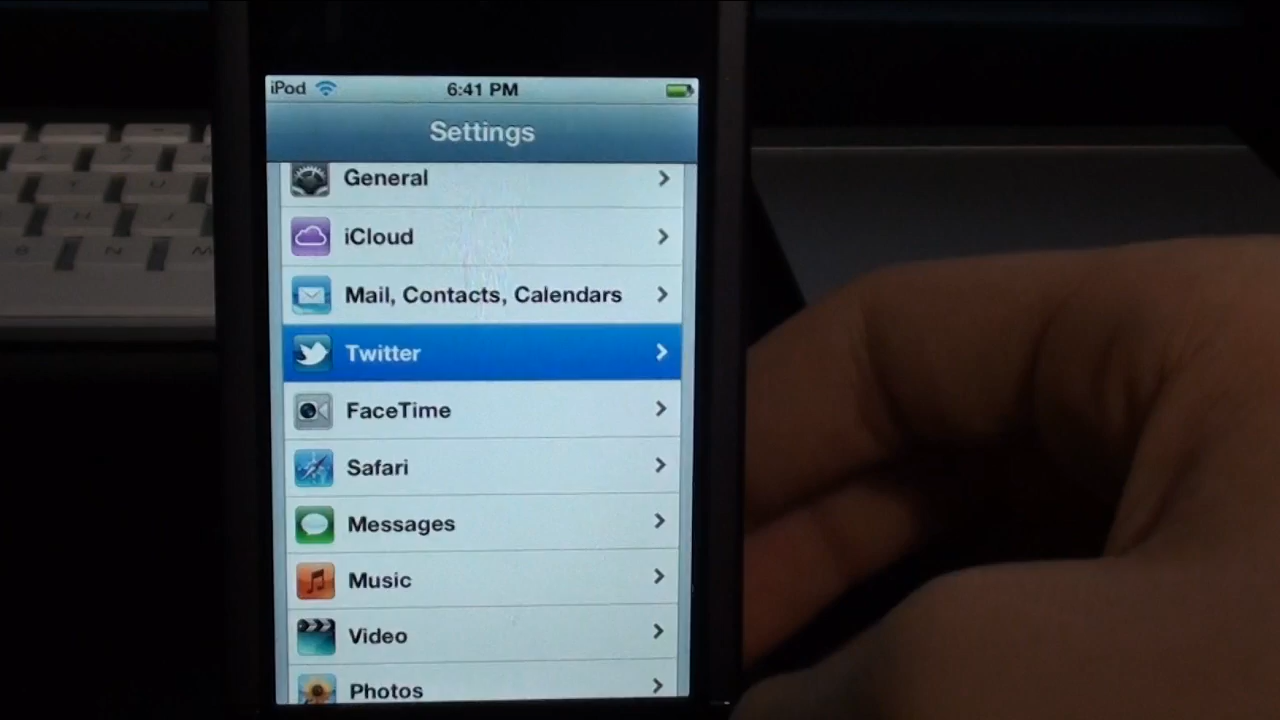 iPod 6:41 PM
Settings
General
iCloud
Mail, Contacts, Calendars
Twitter
FaceTime
Safari
Messages
Music
Video
Photos